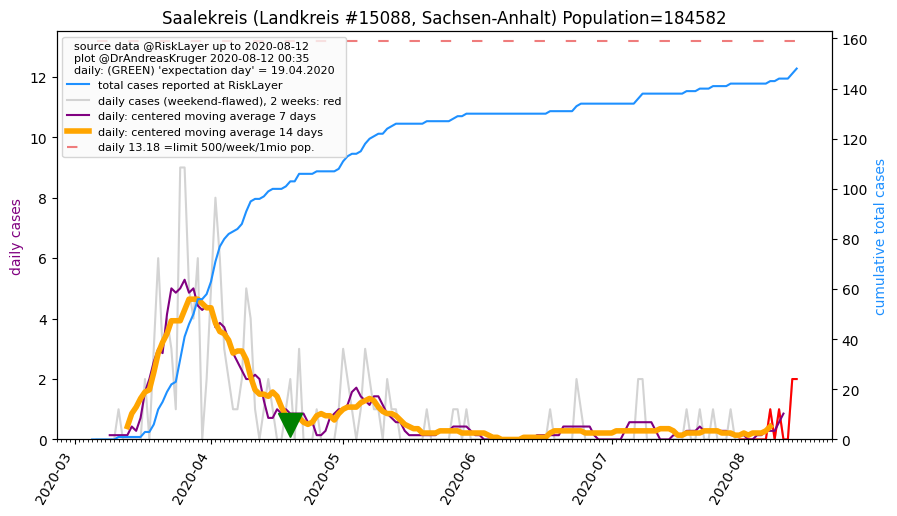 Saalekreis (Landkreis #15088, Sachsen-Anhalt) Population=184582
source data @RiskLayer up to 2020-08-12
plot @DrAndreasKruger 2020-08-12 00:35
daily: (GREEN) 'expectation day' = 19.04.2020
total cases reported at RiskLayer
daily cases (weekend-flawed), 2 weeks: red
daily: centered moving average 7 days
daily: centered moving average 14 days
daily 13.18 =limit 500/week/1mio pop.
daily cases
12
10
8
6
4
2
0
160
140
120
100
80
60
40
20
0
cumulative total cases
2020-03
2020-04
2020-05
2020-06
2020-07
2020-08